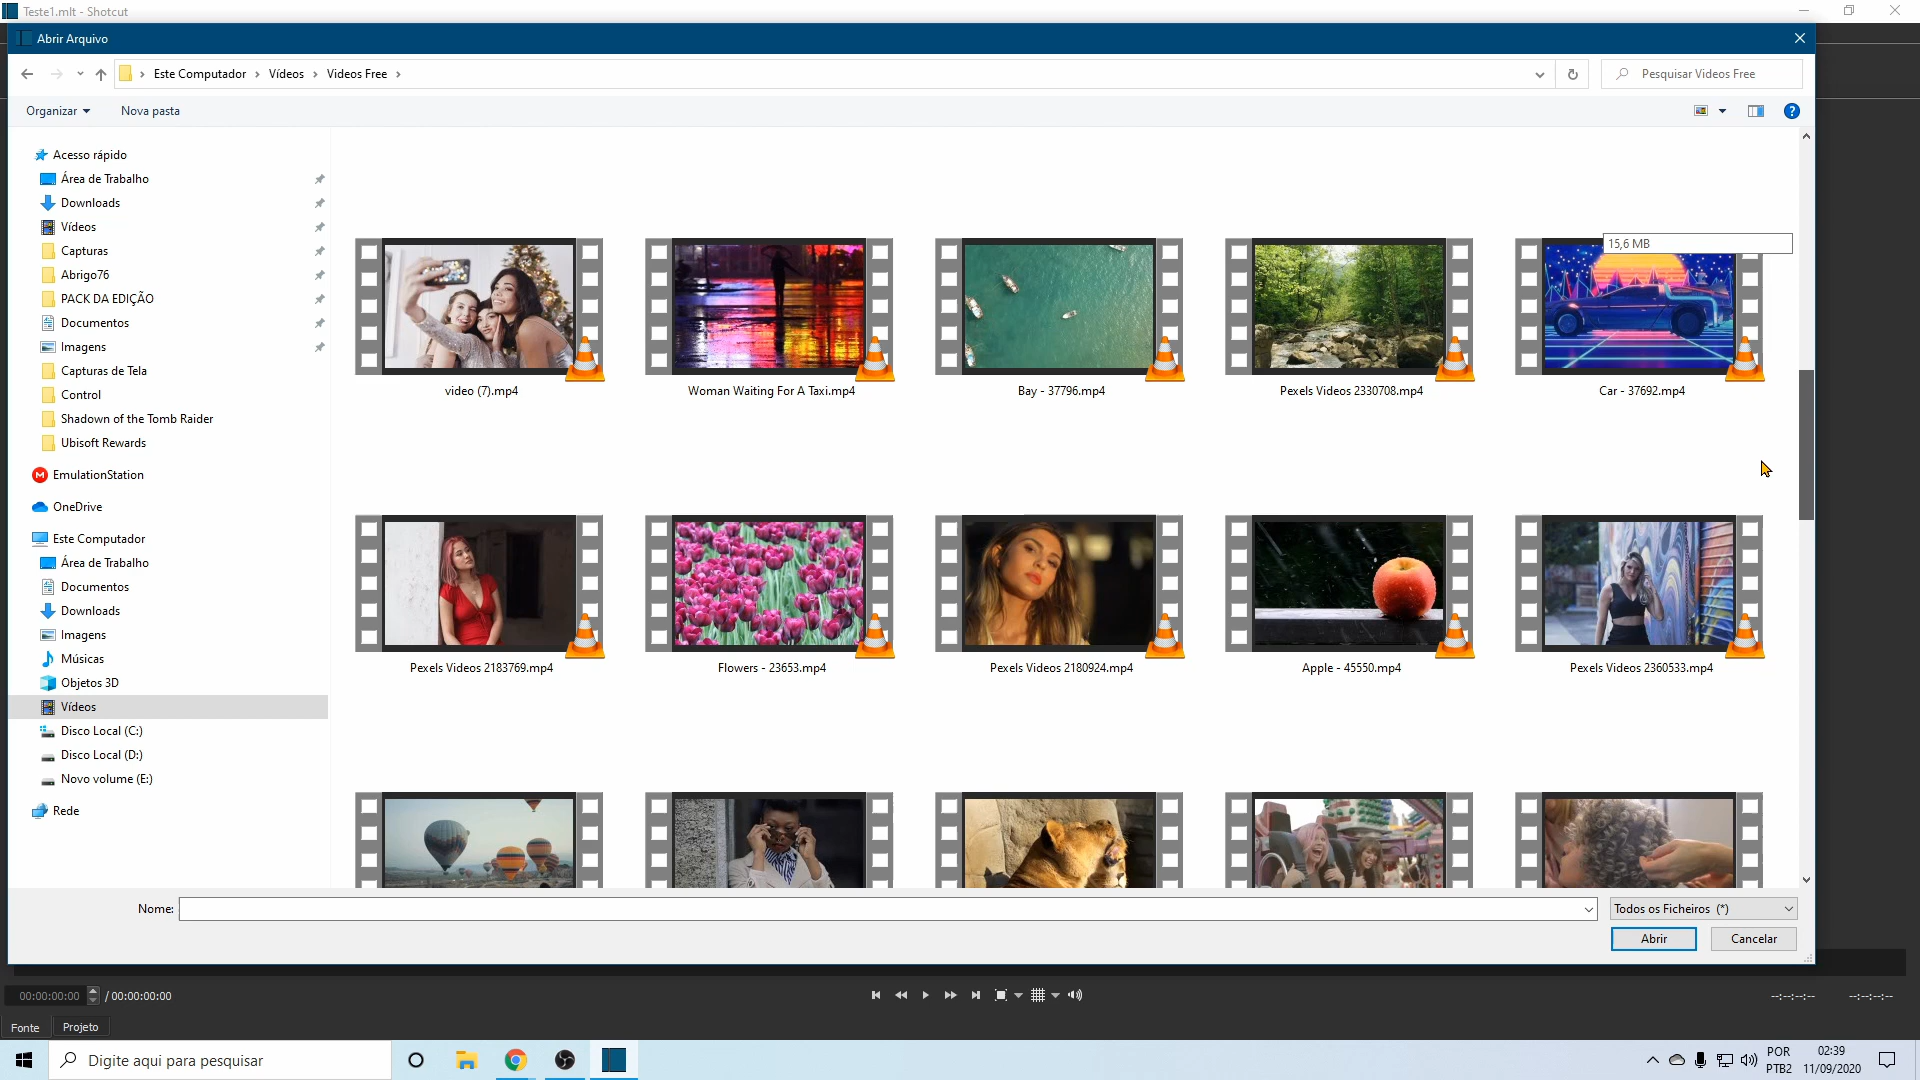 Teste1.mlt - Shotcut
Abrir Arquivo
Este Computador > Vídeos > Videos Free >
Pesquisar Videos Free
Organizar
Nova pasta
Acesso rápido
Área de Trabalho
Downloads
Vídeos
Capturas
Abrigo76
PACK DA EDIÇÃO
Documentos
Imagens
Capturas de Tela
Control
Shadown of the Tomb Raider
Ubisoft Rewards
EmulationStation
OneDrive
Este Computador
Área de Trabalho
Documentos
Downloads
Imagens
Músicas
Objetos 3D
Vídeos
Disco Local (C:)
Disco Local (D:)
Novo volume (E:)
Rede
15,6 MB
video (7).mp4
Woman Waiting For A Taxi.mp4
Bay - 37796.mp4
Pexels Videos 2330708.mp4
Car - 37692.mp4
Pexels Videos 2183769.mp4
Flowers - 23653.mp4
Pexels Videos 2180924.mp4
Apple - 45550.mp4
Pexels Videos 2360533.mp4
Nome:
Todos os Ficheiros (*)
Abrir
Cancelar
00:00:00:00 / 00:00:00:00
--:--:--:--
--:--:--:--
Fonte
Projeto
Digite aqui para pesquisar
POR
PTB2
02:39
11/09/2020